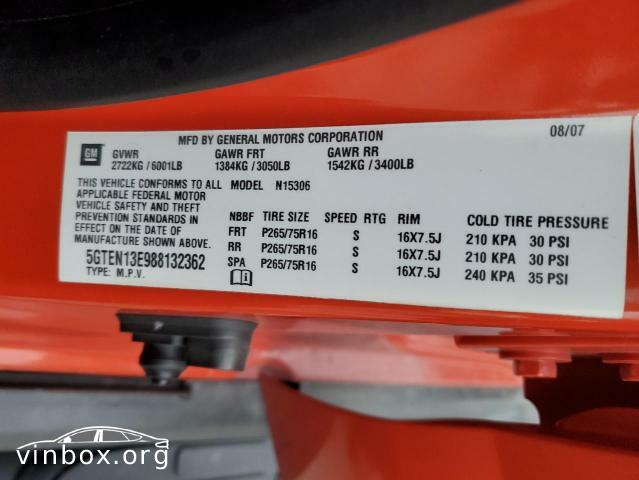 MFD BY GENERAL MOTORS CORPORATION 08/07
GM GVWR GAWR FRT GAWR RR
2722KG / 6001LB 1384KG / 3050LB 1542KG / 3400LB
THIS VEHICLE CONFORMS TO ALL MODEL N15306
APPLICABLE FEDERAL MOTOR
VEHICLE SAFETY AND THEFT
PREVENTION STANDARDS IN
EFFECT ON THE DATE OF
MANUFACTURE SHOWN ABOVE.
5GTEN13E988132362
TYPE: M.P.V.
NBBF TIRE SIZE SPEED RTG RIM COLD TIRE PRESSURE
FRT P265/75R16 S 16X7.5J 210 KPA 30 PSI
RR P265/75R16 S 16X7.5J 210 KPA 30 PSI
SPA P265/75R16 S 16X7.5J 240 KPA 35 PSI
vinbox.org